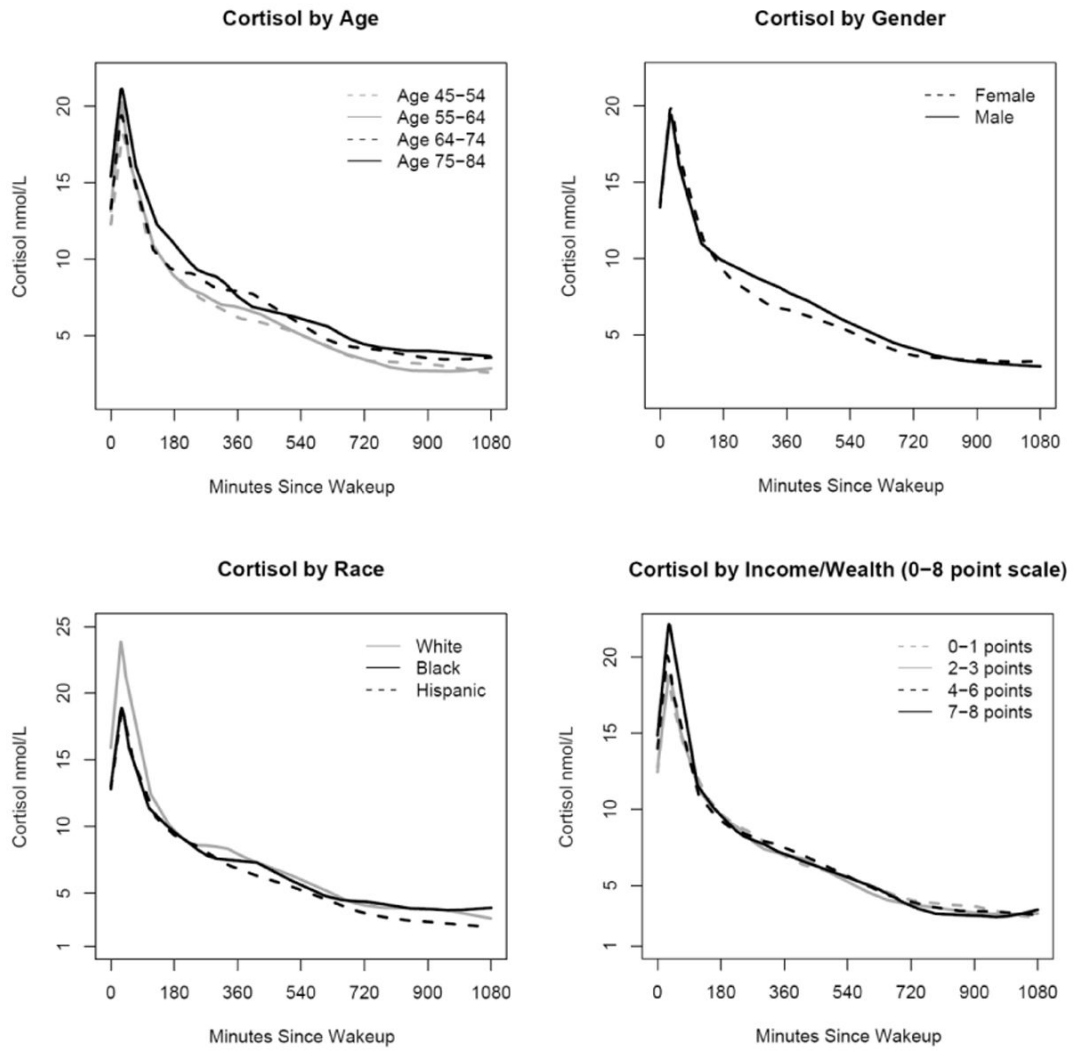 Cortisol by Age
Cortisol nmol/L
20
15
10
5
Age 45−54
Age 55−64
Age 64−74
Age 75−84
0 180 360 540 720 900 1080
Minutes Since Wakeup
Cortisol by Gender
Cortisol nmol/L
20
15
10
5
Female
Male
0 180 360 540 720 900 1080
Minutes Since Wakeup
Cortisol by Race
Cortisol nmol/L
25
20
15
10
5
1
White
Black
Hispanic
0 180 360 540 720 900 1080
Minutes Since Wakeup
Cortisol by Income/Wealth (0−8 point scale)
Cortisol nmol/L
20
15
10
5
1
0−1 points
2−3 points
4−6 points
7−8 points
0 180 360 540 720 900 1080
Minutes Since Wakeup